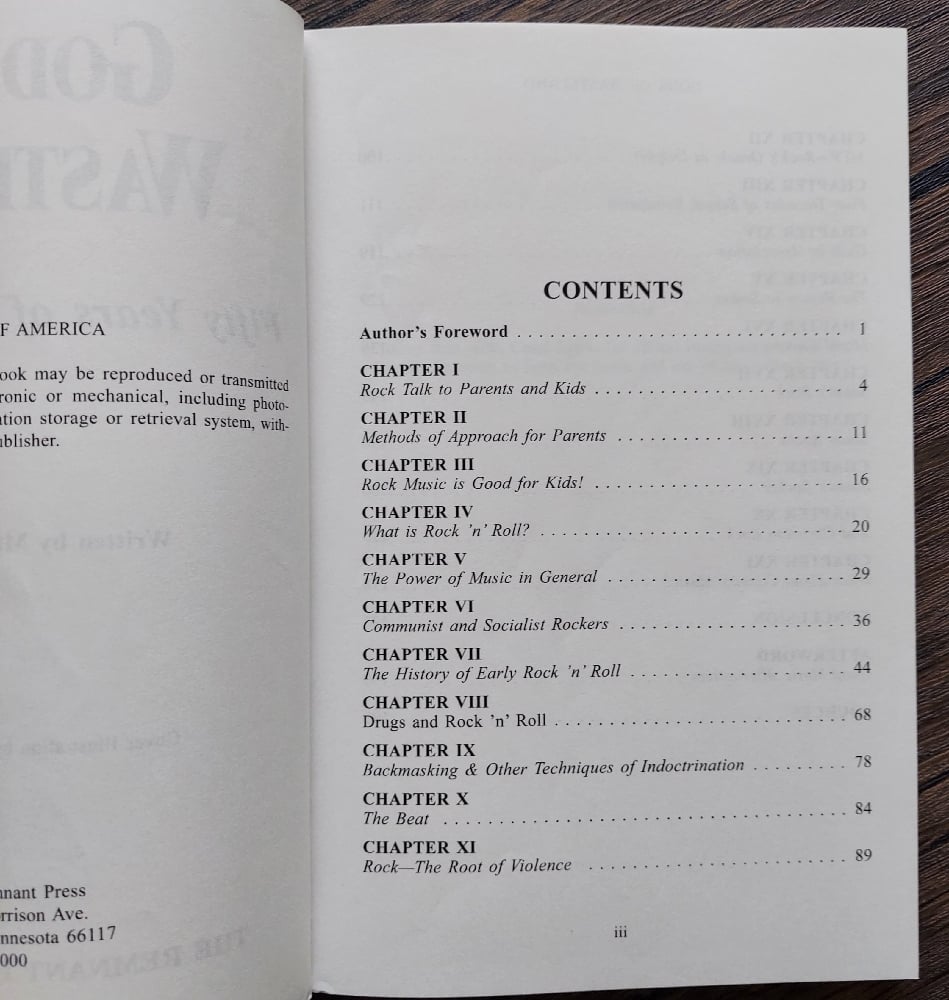 F AMERICA
ook may be reproduced or transmitted
ronic or mechanical, including photo-
tion storage or retrieval system, with-
blisher.
nnant Press
rrison Ave.
nnesota 66117
000
CONTENTS
Author's Foreword . . . . . . . . . . . . . . . . . . . . . . . . . . . . . . 1
CHAPTER I
Rock Talk to Parents and Kids . . . . . . . . . . . . . . . . . . . . . . 4
CHAPTER II
Methods of Approach for Parents . . . . . . . . . . . . . . . . . . . . 11
CHAPTER III
Rock Music is Good for Kids! . . . . . . . . . . . . . . . . . . . . . . 16
CHAPTER IV
What is Rock 'n' Roll? . . . . . . . . . . . . . . . . . . . . . . . . . . . 20
CHAPTER V
The Power of Music in General . . . . . . . . . . . . . . . . . . . . . 29
CHAPTER VI
Communist and Socialist Rockers . . . . . . . . . . . . . . . . . . . . 36
CHAPTER VII
The History of Early Rock 'n' Roll . . . . . . . . . . . . . . . . . . . 44
CHAPTER VIII
Drugs and Rock 'n' Roll . . . . . . . . . . . . . . . . . . . . . . . . . . 68
CHAPTER IX
Backmasking & Other Techniques of Indoctrination . . . . . . . . . 78
CHAPTER X
The Beat . . . . . . . . . . . . . . . . . . . . . . . . . . . . . . . . . . . 84
CHAPTER XI
Rock—The Root of Violence . . . . . . . . . . . . . . . . . . . . . . . 89
iii